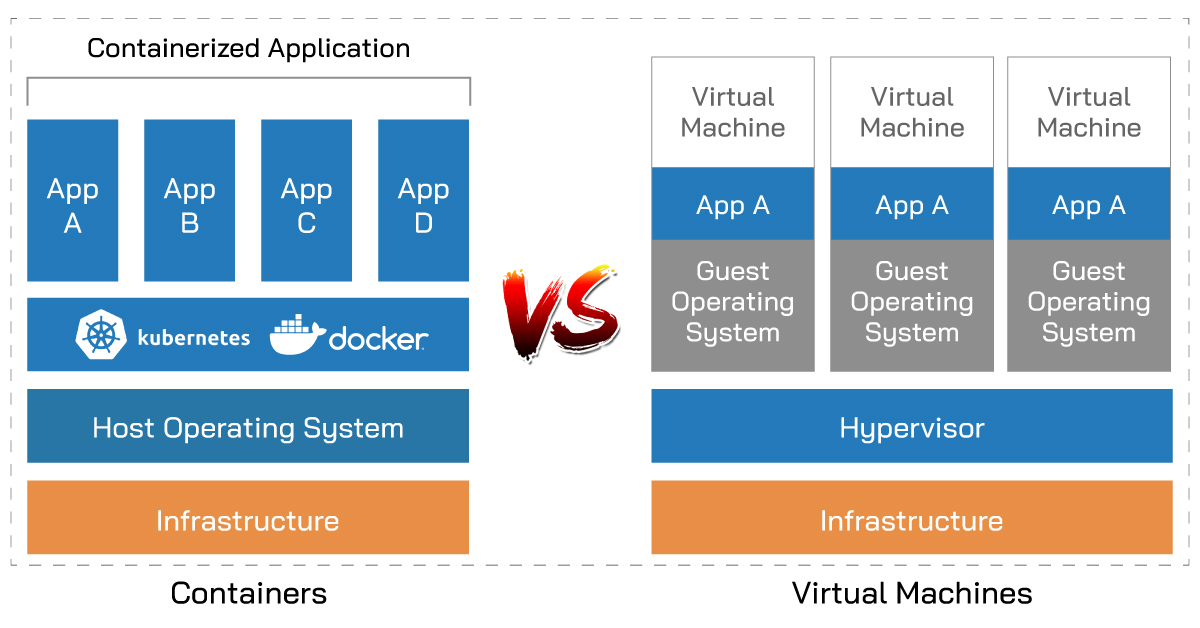 Containerized Application
App
A
App
B
App
C
App
D
kubernetes
docker
Host Operating System
Infrastructure
Containers
VS
Virtual
Machine
App A
Guest
Operating
System
Virtual
Machine
App A
Guest
Operating
System
Virtual
Machine
App A
Guest
Operating
System
Hypervisor
Infrastructure
Virtual Machines